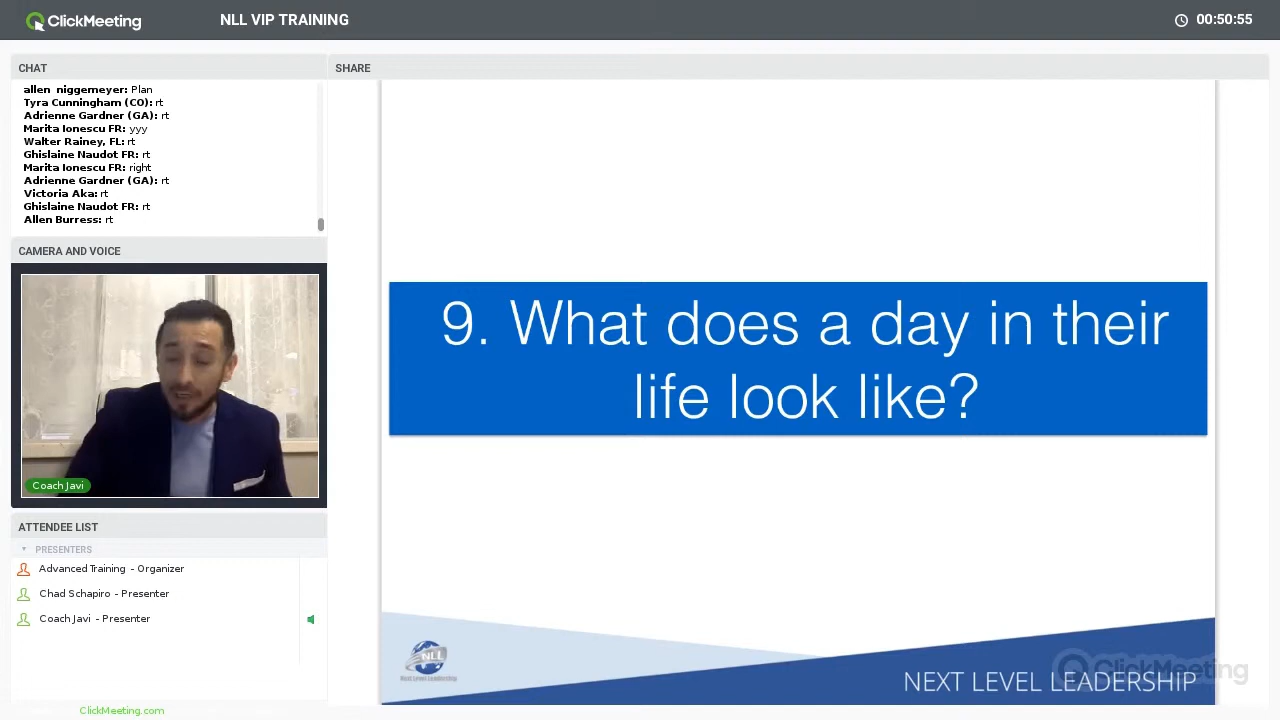 ClickMeeting
NLL VIP TRAINING
00:50:55
CHAT
allen niggemeyer: Plan
Tyra Cunningham (CO): rt
Adrienne Gardner (GA): rt
Marita Ionescu FR: yyy
Walter Rainey, FL: rt
Ghislaine Naudot FR: rt
Marita Ionescu FR: right
Adrienne Gardner (GA): rt
Victoria Aka: rt
Ghislaine Naudot FR: rt
Allen Burress: rt
CAMERA AND VOICE
Coach Javi
ATTENDEE LIST
PRESENTERS
Advanced Training - Organizer
Chad Schapiro - Presenter
Coach Javi - Presenter
ClickMeeting.com
SHARE
9. What does a day in their
life look like?
NLL
Next Level Leadership
NEXT LEVEL LEADERSHIP
ClickMeeting